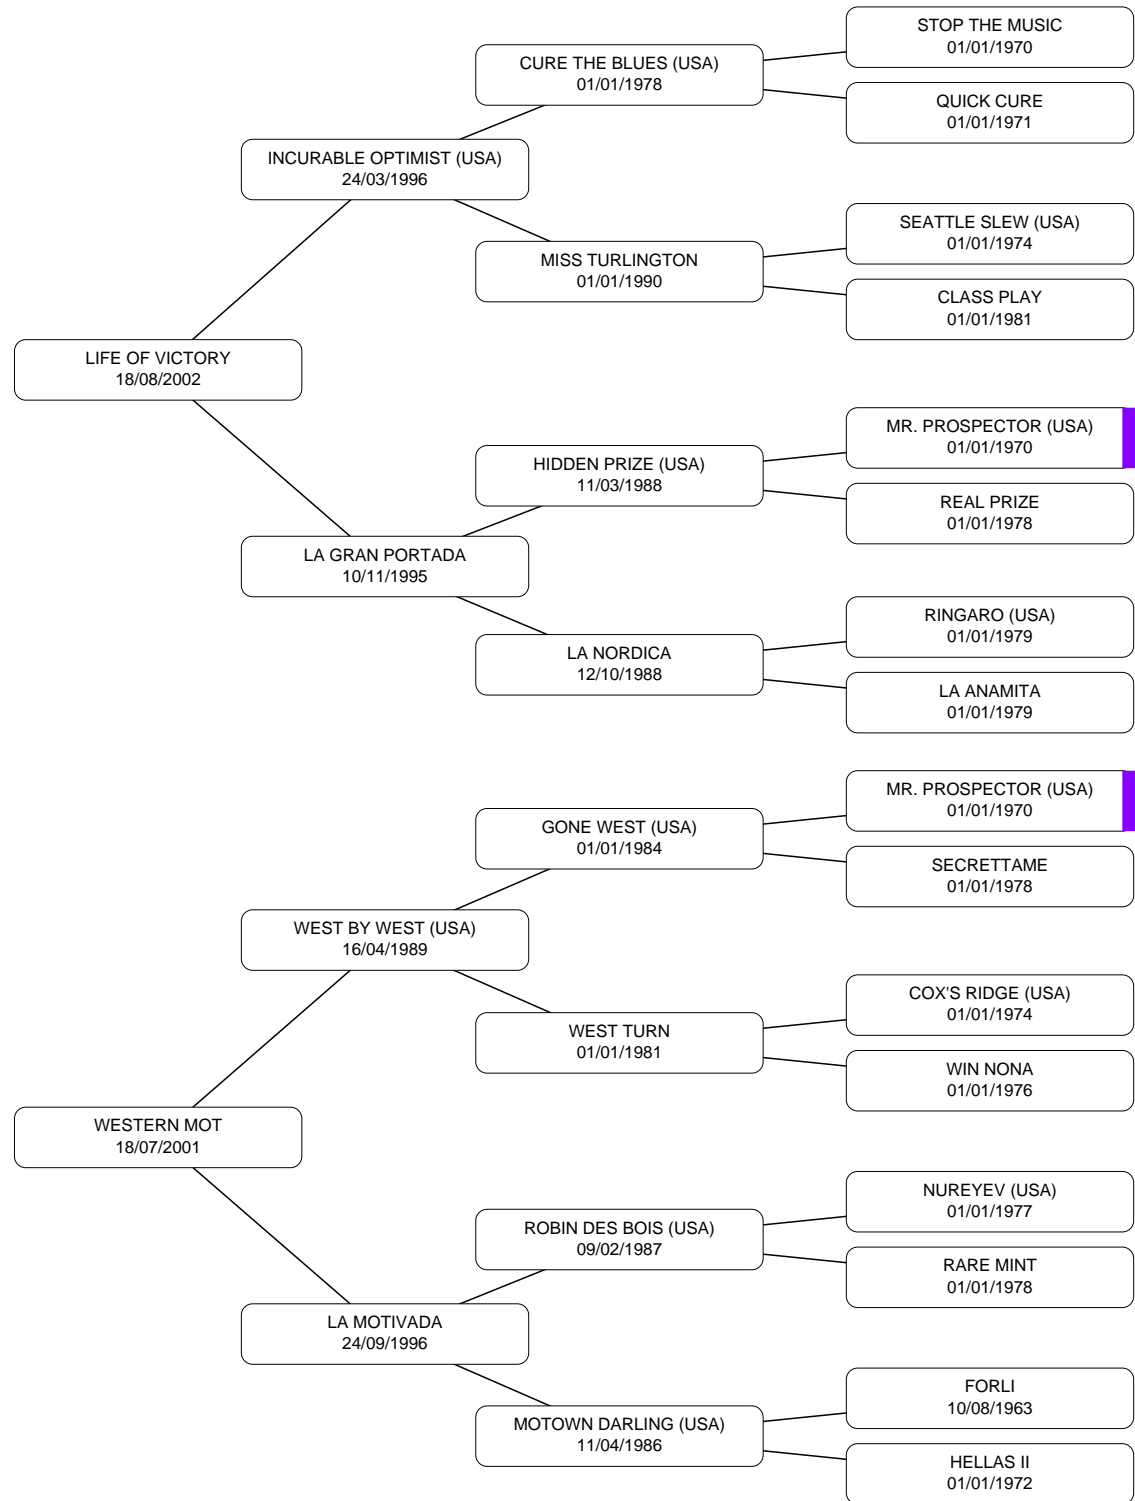 STOP THE MUSIC
01/01/1970
CURE THE BLUES (USA)
01/01/1978
QUICK CURE
01/01/1971
INCURABLE OPTIMIST (USA)
24/03/1996
SEATTLE SLEW (USA)
01/01/1974
MISS TURLINGTON
01/01/1990
CLASS PLAY
01/01/1981
LIFE OF VICTORY
18/08/2002
MR. PROSPECTOR (USA)
01/01/1970
HIDDEN PRIZE (USA)
11/03/1988
REAL PRIZE
01/01/1978
LA GRAN PORTADA
10/11/1995
RINGARO (USA)
01/01/1979
LA NORDICA
12/10/1988
LA ANAMITA
01/01/1979
MR. PROSPECTOR (USA)
01/01/1970
GONE WEST (USA)
01/01/1984
SECRETTAME
01/01/1978
WEST BY WEST (USA)
16/04/1989
COX'S RIDGE (USA)
01/01/1974
WEST TURN
01/01/1981
WIN NONA
01/01/1976
WESTERN MOT
18/07/2001
NUREYEV (USA)
01/01/1977
ROBIN DES BOIS (USA)
09/02/1987
RARE MINT
01/01/1978
LA MOTIVADA
24/09/1996
FORLI
10/08/1963
MOTOWN DARLING (USA)
11/04/1986
HELLAS II
01/01/1972